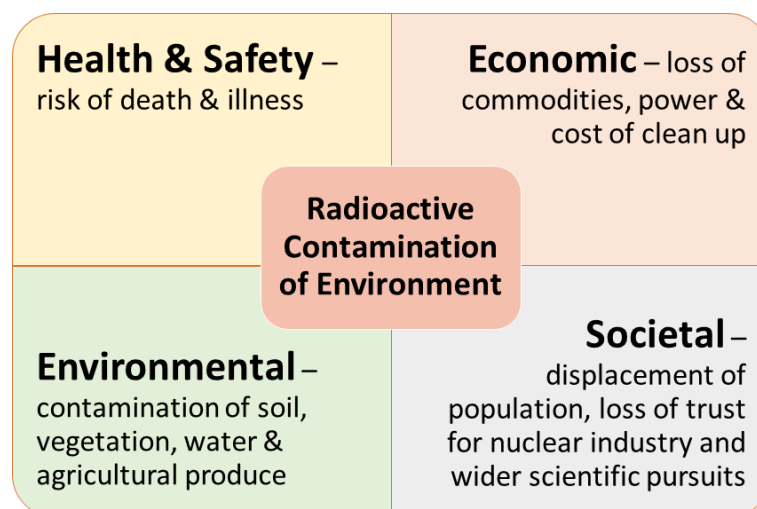 Health & Safety –
risk of death & illness
Economic – loss of
commodities, power &
cost of clean up
Radioactive
Contamination
of Environment
Environmental –
contamination of soil,
vegetation, water &
agricultural produce
Societal –
displacement of
population, loss of trust
for nuclear industry and
wider scientific pursuits